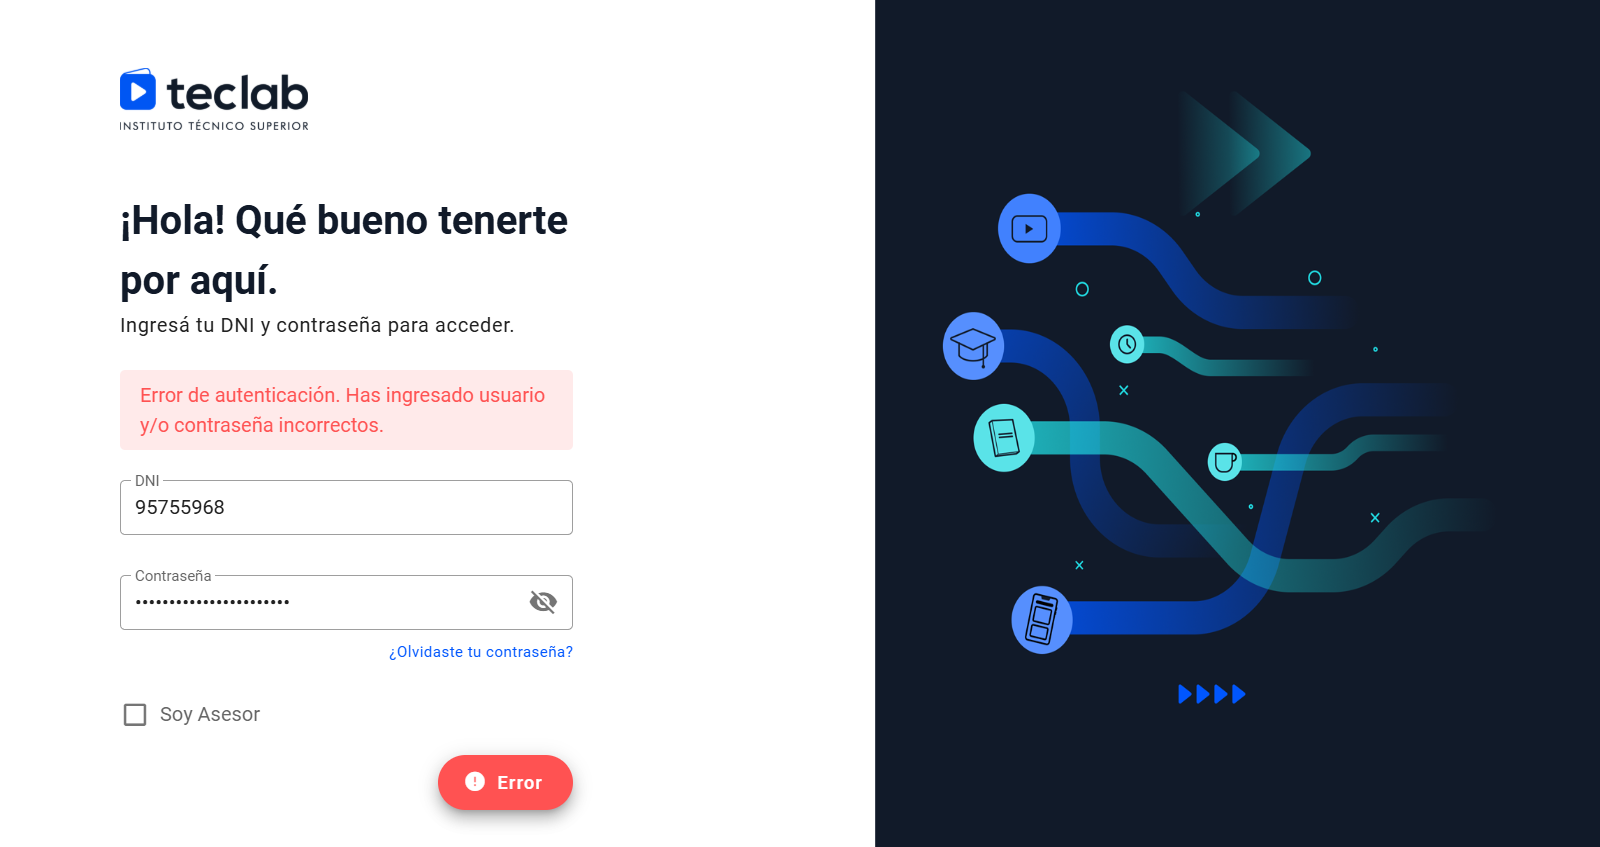 teclab
INSTITUTO TÉCNICO SUPERIOR
¡Hola! Qué bueno tenerte
por aquí.
Ingresá tu DNI y contraseña para acceder.
Error de autenticación. Has ingresado usuario
y/o contraseña incorrectos.
DNI
95755968
Contraseña
•••••••••••••••••••••••
¿Olvidaste tu contraseña?
Soy Asesor
Error